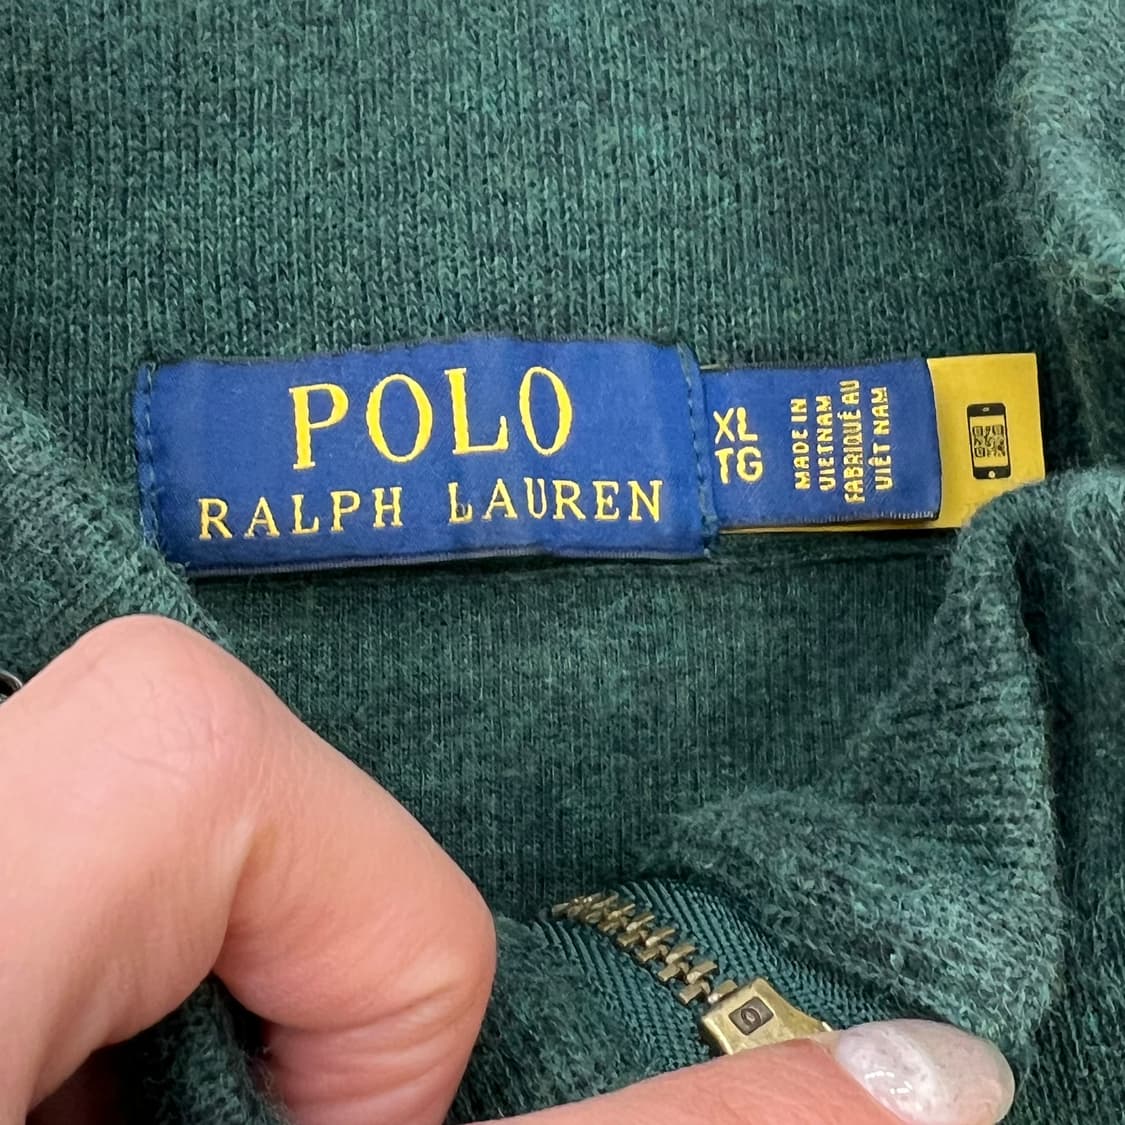 POLO
RALPH LAUREN
XL
TG
MADE IN
VIETNAM
FABRIQUÉ AU
VIÊT NAM